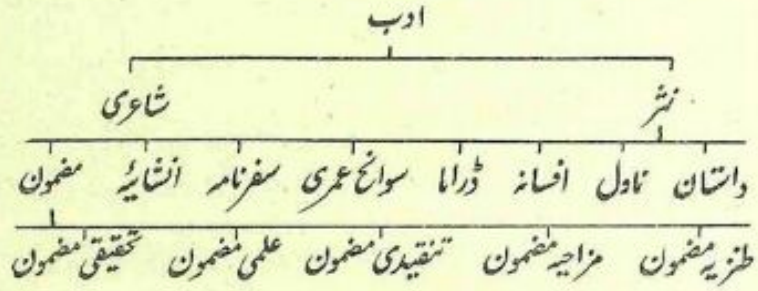 ادب
نثر شاعری
داستان ناول افسانہ ڈراما سوانح عمری سفرنامہ انشائیۂ مضمون
طنزیہ مضمون مزاحیہ مضمون تنقیدی مضمون علمی مضمون تحقیقی مضمون